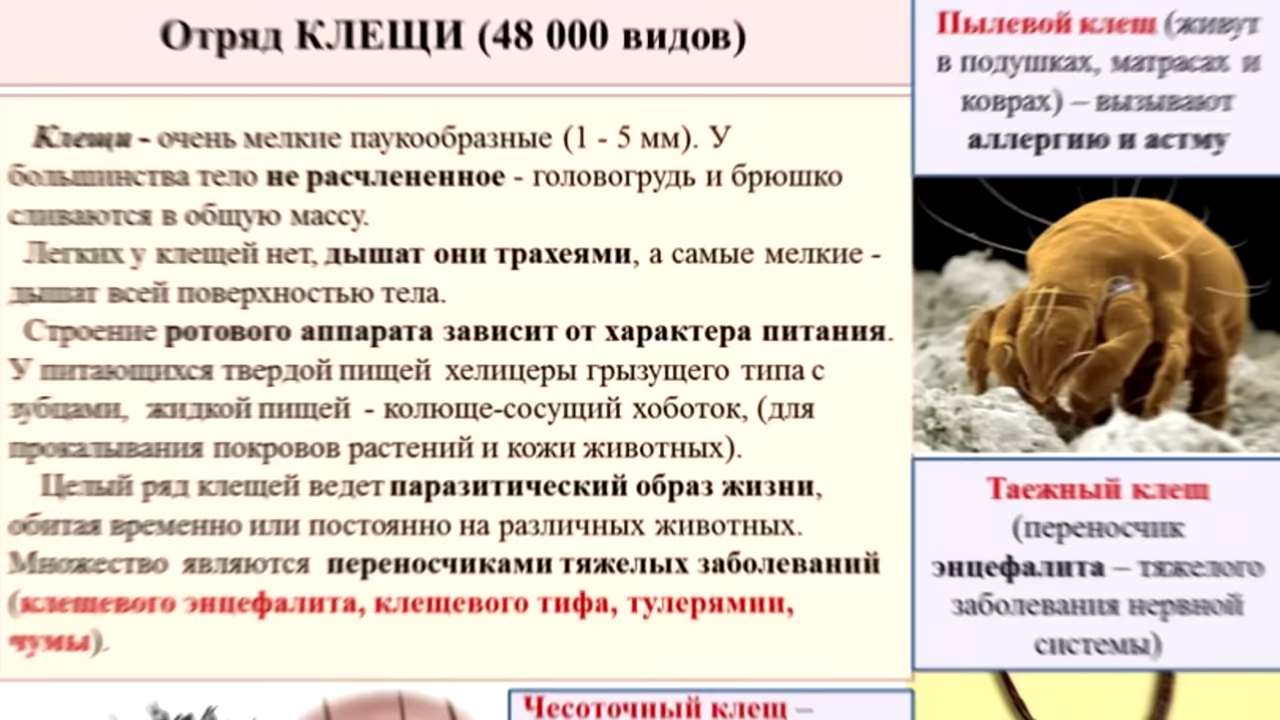 Отряд КЛЕЩИ (48 000 видов)
Клещи - очень мелкие паукообразные (1 - 5 мм). У
большинства тело не расчлененное - головогрудь и брюшко
сливаются в общую массу.
Легких у клещей нет, дышат они трахеями, а самые мелкие -
дышат всей поверхностью тела.
Строение ротового аппарата зависит от характера питания.
У питающихся твердой пищей хелицеры грызущего типа с
зубцами, жидкой пищей - колюще-сосущий хоботок, (для
прокалывания покровов растений и кожи животных).
Целый ряд клещей ведет паразитический образ жизни,
обитая временно или постоянно на различных животных.
Множество являются переносчиками тяжелых заболеваний
(клещевого энцефалита, клещевого тифа, тулерямии,
чумы).
Пылевой клещ (живут
в подушках, матрасах и
коврах) – вызывают
аллергию и астму
Таежный клещ
(переносчик
энцефалита – тяжелого
заболевания нервной
системы)
Чесоточный клещ –